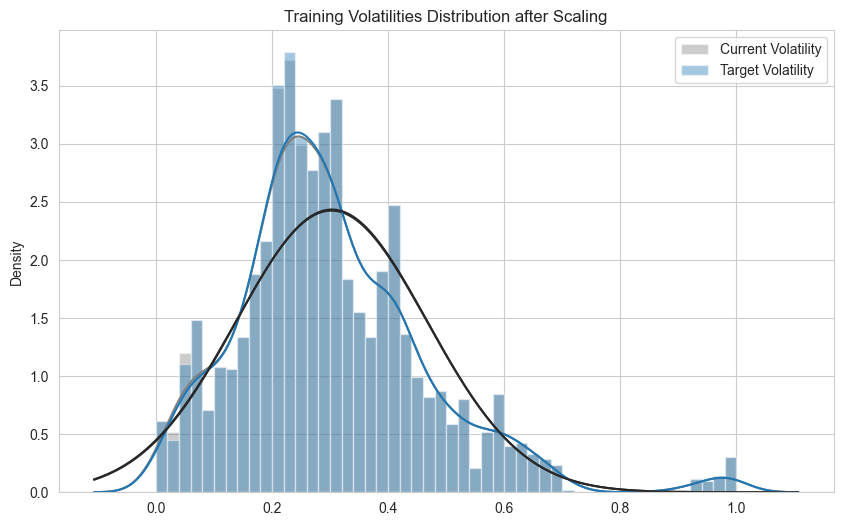 Training Volatilities Distribution after Scaling
Current Volatility
Target Volatility
Density
3.5
3.0
2.5
2.0
1.5
1.0
0.5
0.0
0.0 0.2 0.4 0.6 0.8 1.0